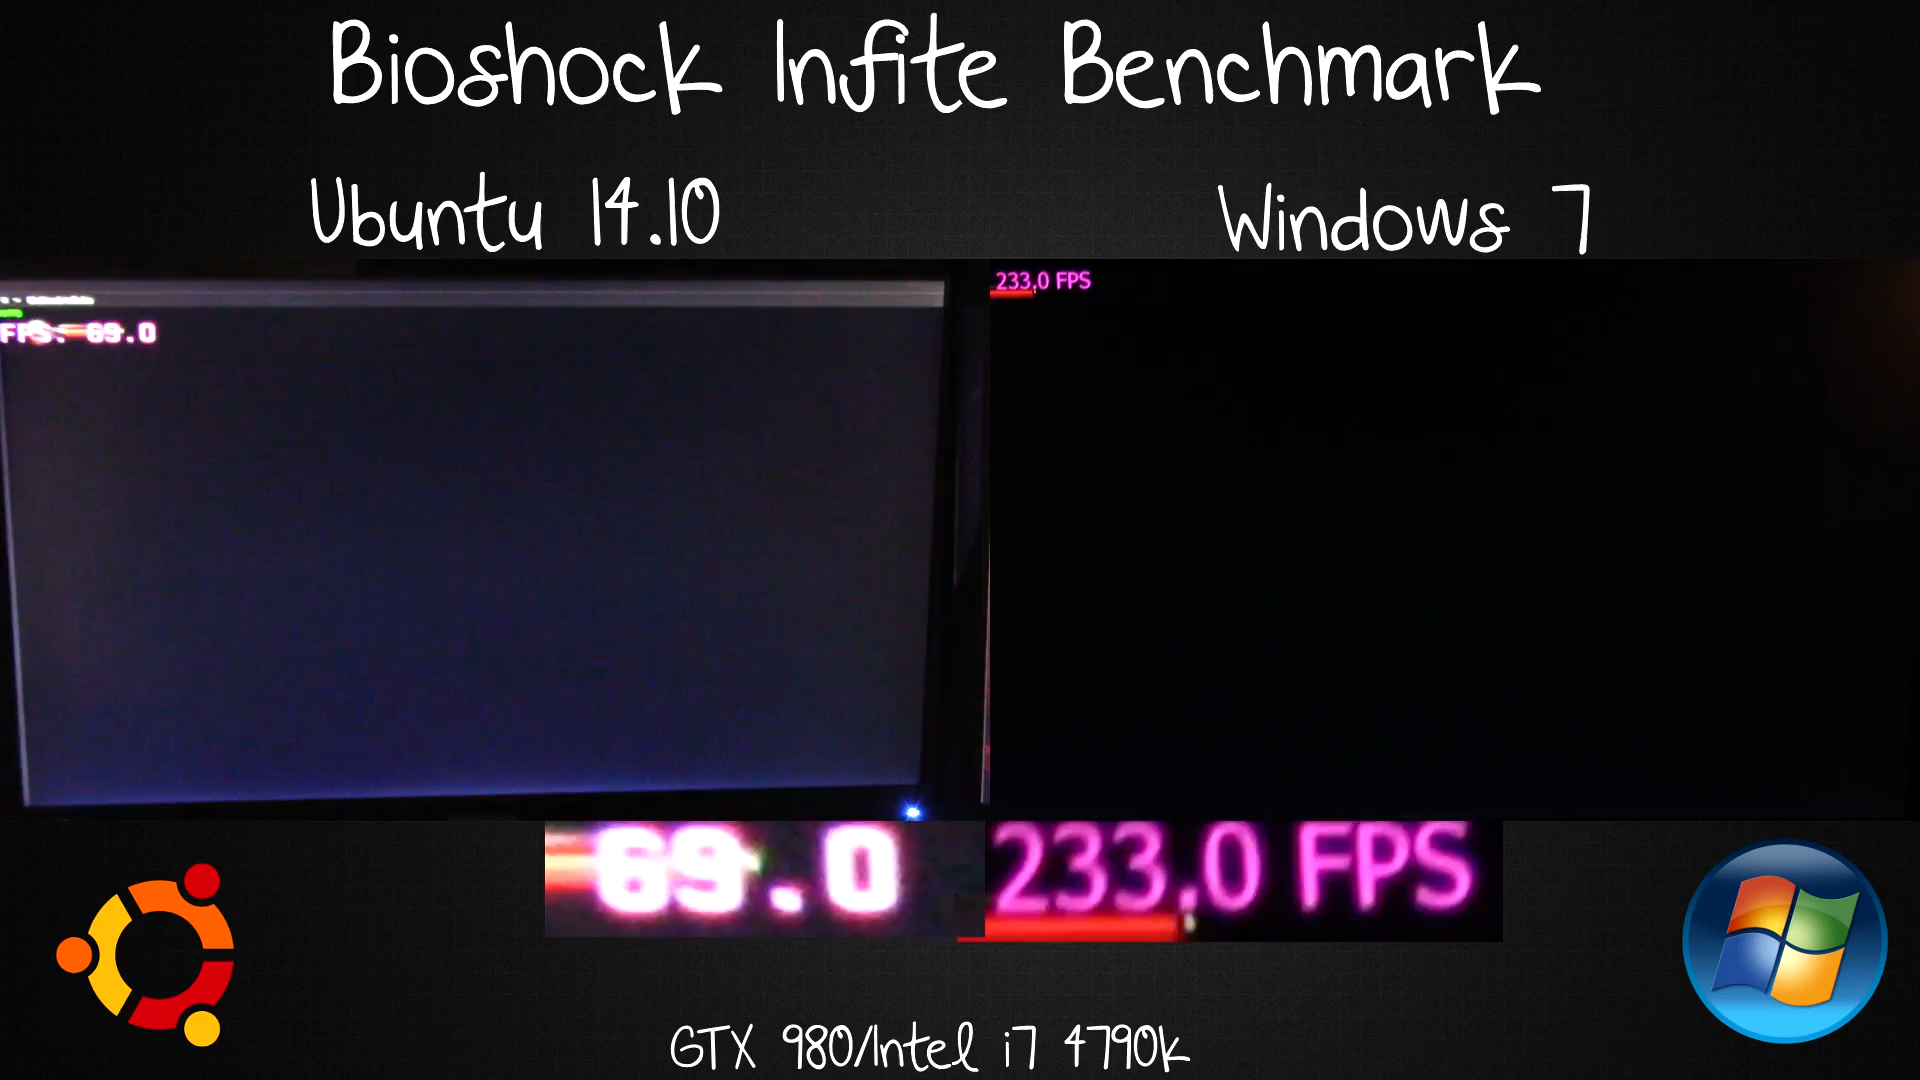 Bioshock Infite Benchmark
Ubuntu 14.10
Windows 7
FPS: 69.0
233,0 FPS
69.0
233,0 FPS
GTX 980/Intel i7 4790k